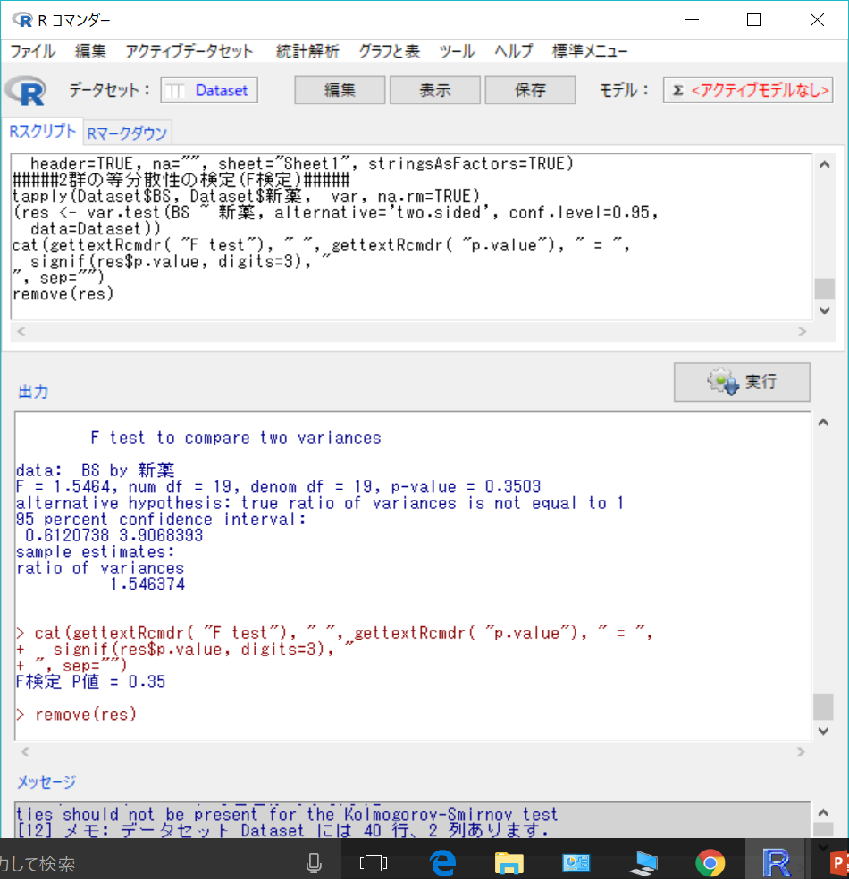 R コマンダー
ファイル 編集 アクティブデータセット 統計解析 グラフと表 ツール ヘルプ 標準メニュー
R データセット： Dataset 編集 表示 保存 モデル： Σ <アクティブモデルなし>
Rスクリプト Rマークダウン
header=TRUE, na="", sheet="Sheet1", stringsAsFactors=TRUE)
#####2群の等分散性の検定(F検定)#####
tapply(Dataset$BS, Dataset$新薬, var, na.rm=TRUE)
(res <- var.test(BS ~ 新薬, alternative='two.sided', conf.level=0.95,
data=Dataset))
cat(gettextRcmdr( "F test"), " ", gettextRcmdr( "p.value"), " = ",
signif(res$p.value, digits=3), "
", sep="")
remove(res)
実行
出力
F test to compare two variances
data: BS by 新薬
F = 1.5464, num df = 19, denom df = 19, p-value = 0.3503
alternative hypothesis: true ratio of variances is not equal to 1
95 percent confidence interval:
0.6120738 3.9068393
sample estimates:
ratio of variances
1.546374
> cat(gettextRcmdr( "F test"), " ", gettextRcmdr( "p.value"), " = ",
+ signif(res$p.value, digits=3), "
+ ", sep="")
F検定 P値 = 0.35
> remove(res)
メッセージ
ties should not be present for the Kolmogorov-Smirnov test
[12] メモ: データセット Dataset には 40 行、2 列あります.
力して検索